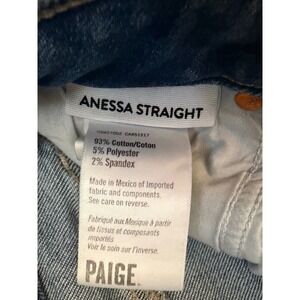 ANESSA STRAIGHT
93% Cotton/Coton
5% Polyester
2% Spandex
Made in Mexico of Imported
fabric and components.
See care on reverse.
Fabriqué aux Mexique à partir
de tissus et composants
importés
Voir le soin sur l'inverse.
PAIGE